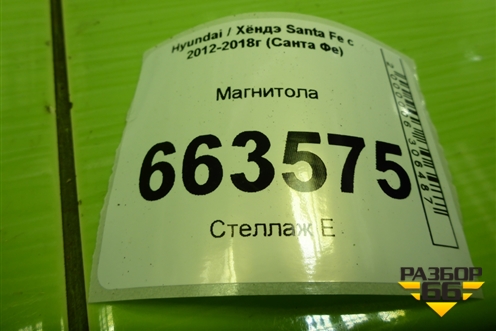 Hyundai / Хёндэ Santa Fe с
2012-2018г (Санта Фе)
Магнитола
663575
Стеллаж Е
РАЗБОР
66